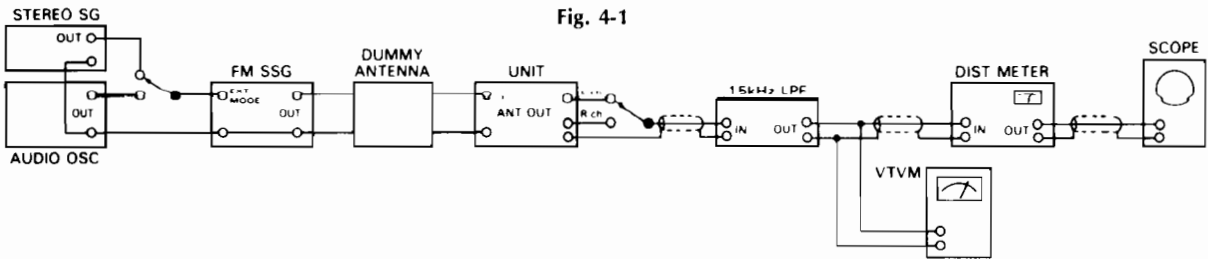 Fig. 4-1
STEREO SG
OUT
AUDIO OSC
OUT
FM SSG
EXT
MODE
OUT
DUMMY
ANTENNA
UNIT
ANT OUT
R ch
15kHz LPF
IN
OUT
VTVM
DIST METER
IN
OUT
SCOPE